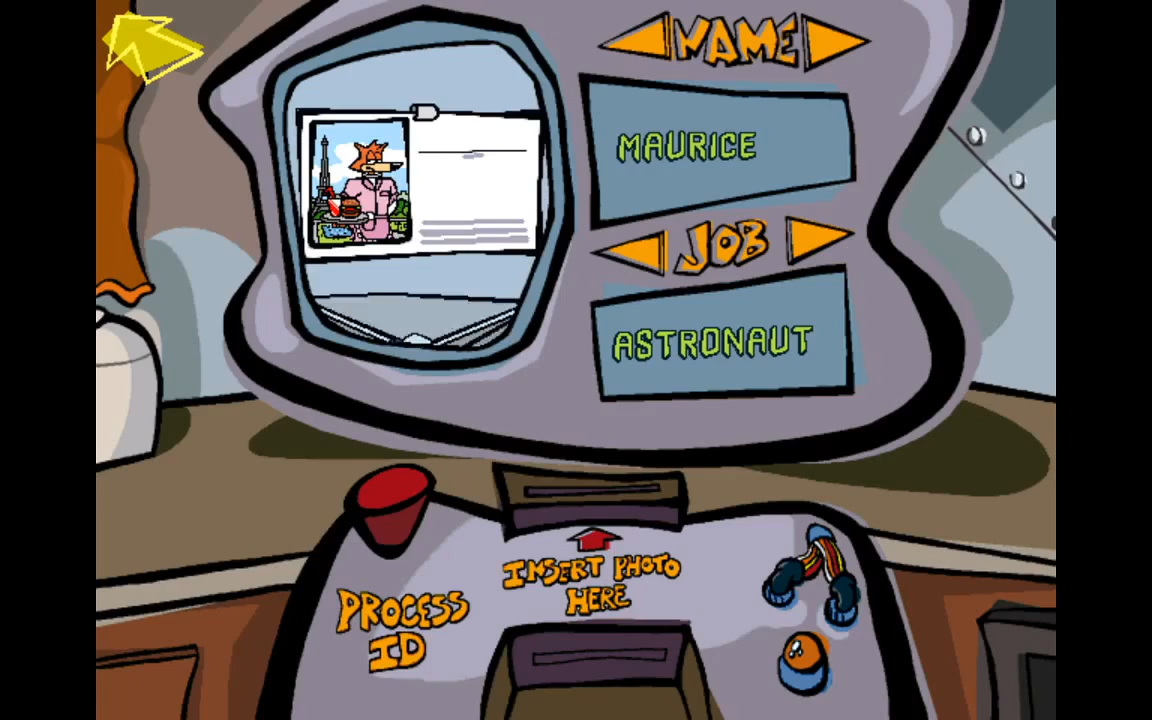 NAME
MAURICE
JOB
ASTRONAUT
INSERT PHOTO
HERE
PROCESS
ID